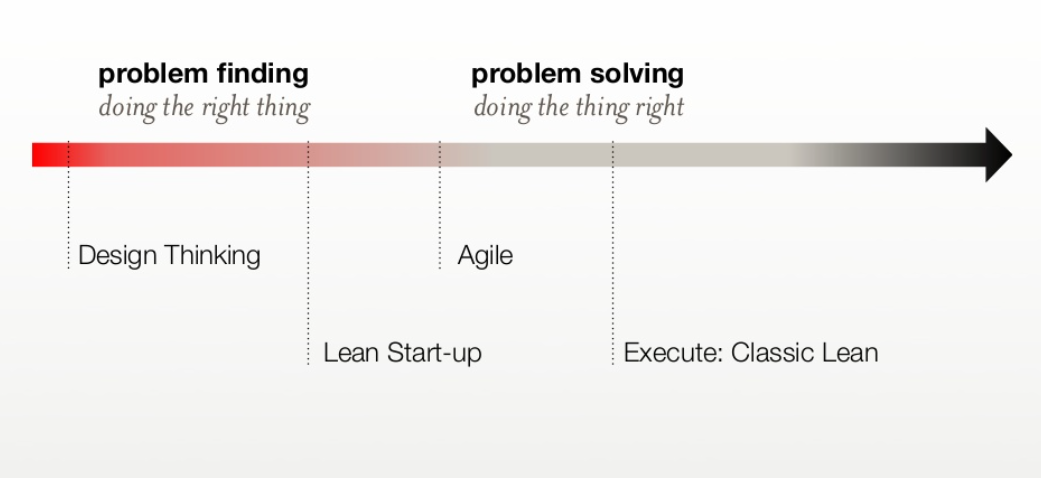 problem finding
doing the right thing
problem solving
doing the thing right
Design Thinking
Agile
Lean Start-up
Execute: Classic Lean